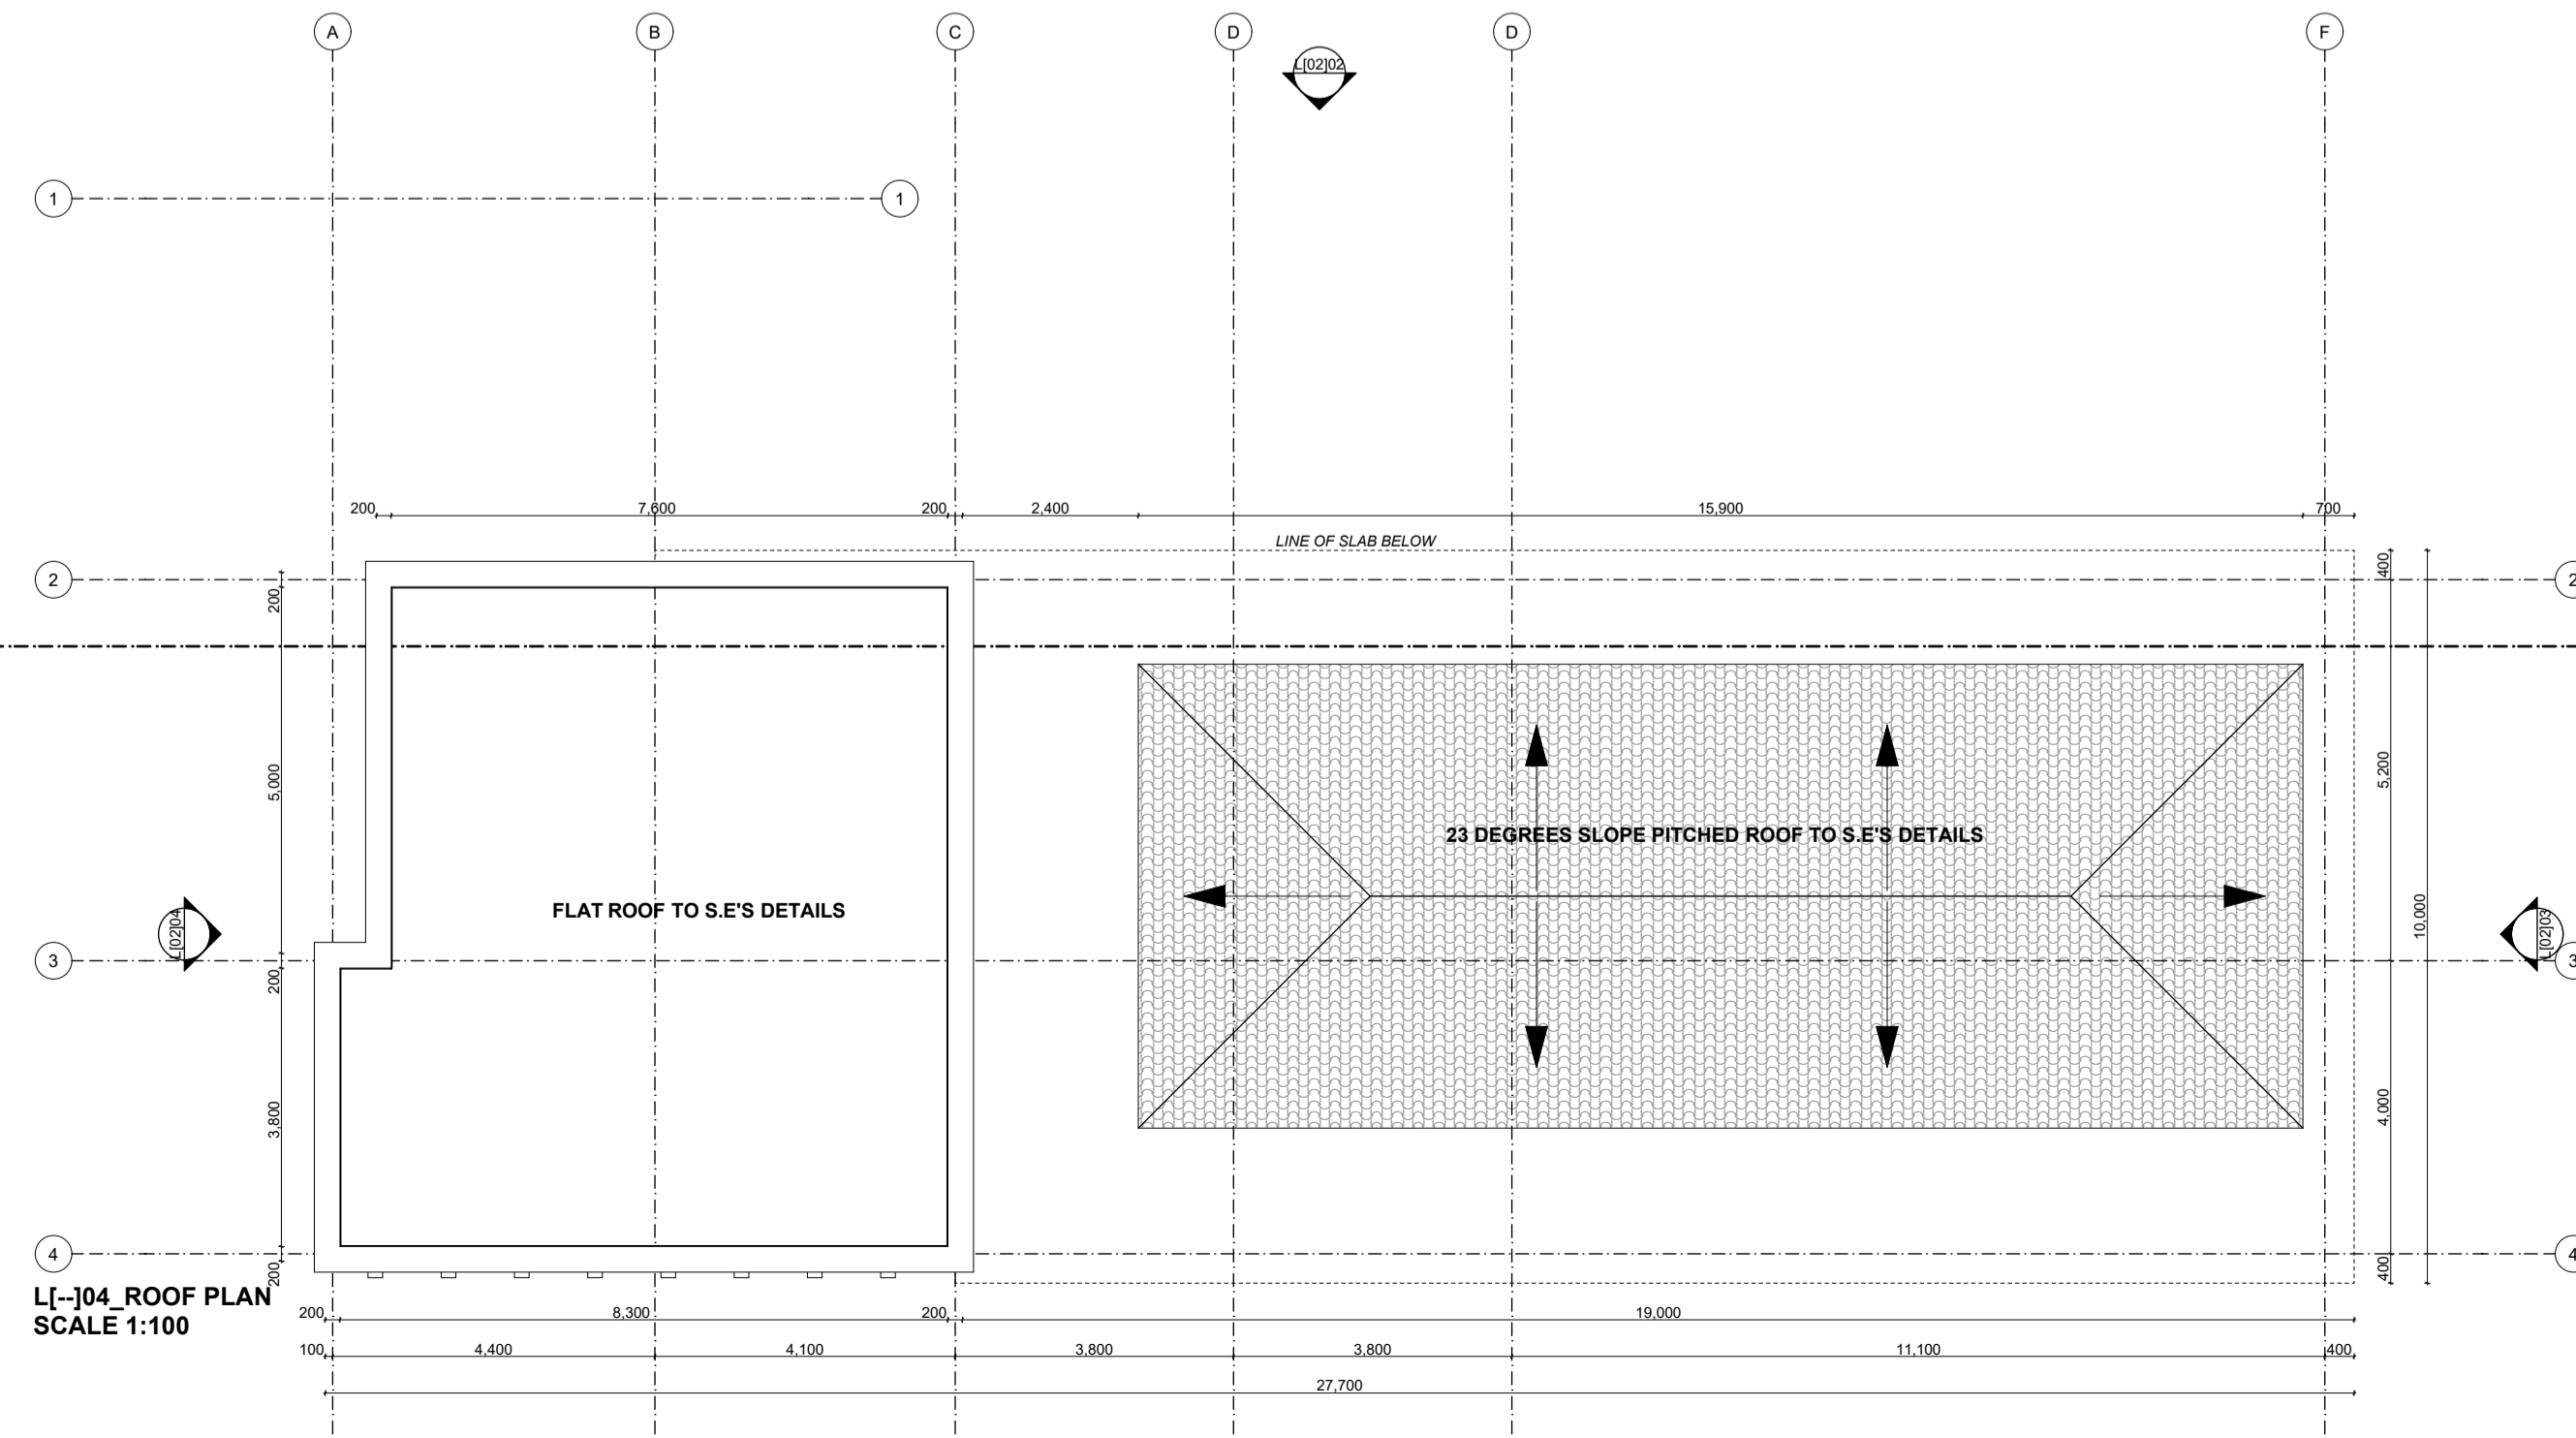 A
B
C
D
D
F
L[02]02
1
1
200
7,600
200
2,400
15,900
700
LINE OF SLAB BELOW
2
200
400
2
5,000
5,200
23 DEGREES SLOPE PITCHED ROOF TO S.E'S DETAILS
FLAT ROOF TO S.E'S DETAILS
L[02]04
10,000
L[02]03
3
200
3
3,800
4,000
4
200
400
4
L[--]04_ROOF PLAN
SCALE 1:100
200
8,300
200
19,000
100
4,400
4,100
3,800
3,800
11,100
400
27,700